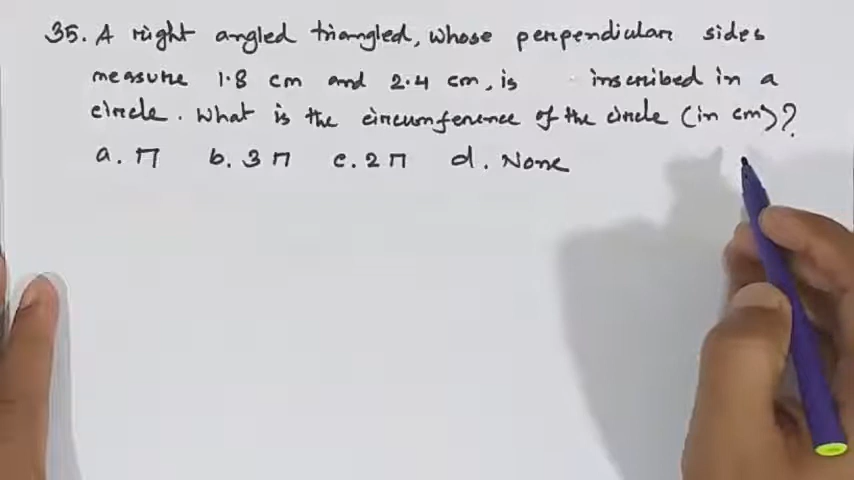 35. A right angled triangled, whose perpendicular sides
measure 1.8 cm and 2.4 cm, is inscribed in a
circle. What is the circumference of the circle (in cm)?
a. π b. 3π c. 2π d. None